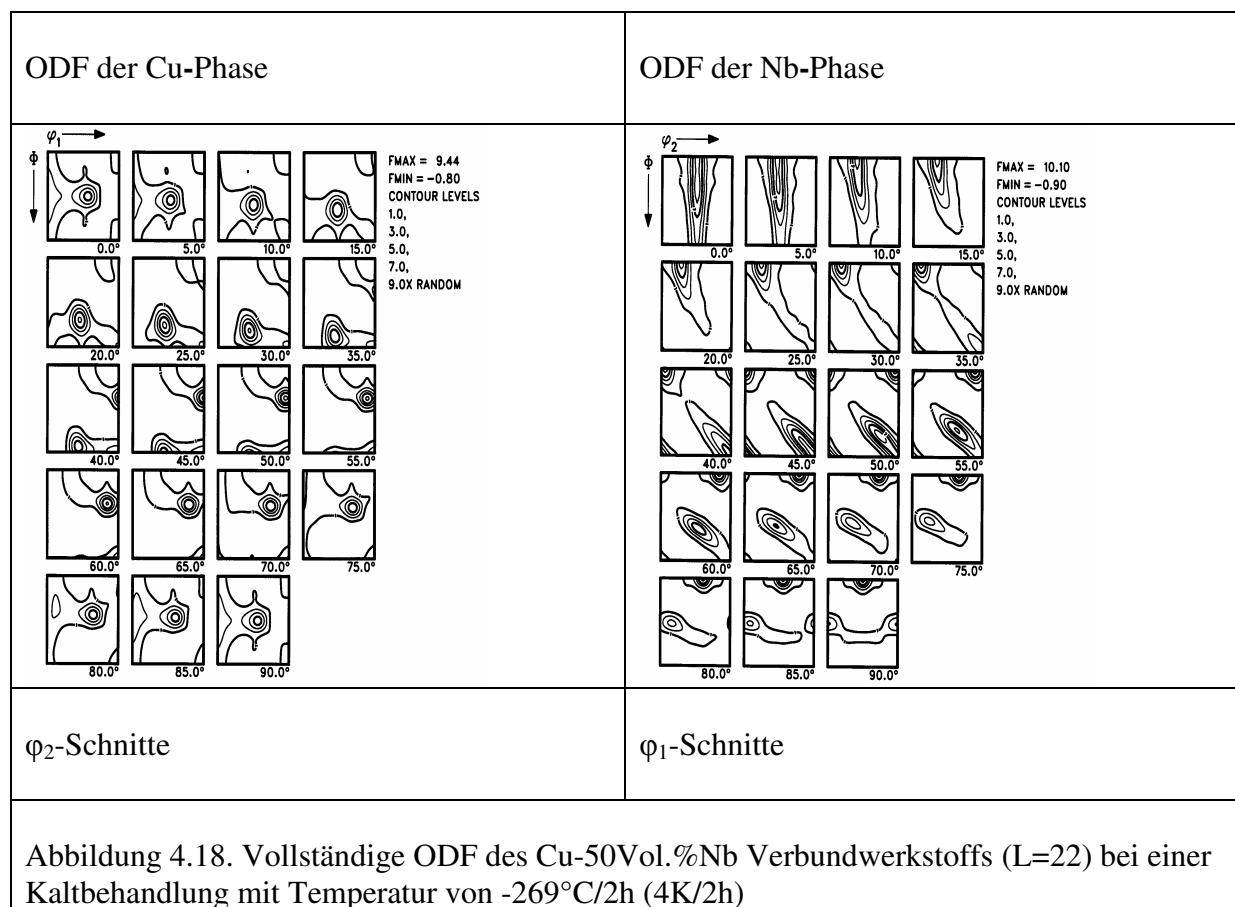 ODF der Cu-Phase
ODF der Nb-Phase
φ₁
Φ
FMAX = 9.44
FMIN = -0.80
CONTOUR LEVELS
1.0,
3.0,
5.0,
7.0,
9.0X RANDOM
0.0° 5.0° 10.0° 15.0°
20.0° 25.0° 30.0° 35.0°
40.0° 45.0° 50.0° 55.0°
60.0° 65.0° 70.0° 75.0°
80.0° 85.0° 90.0°
φ₂
Φ
FMAX = 10.10
FMIN = -0.90
CONTOUR LEVELS
1.0,
3.0,
5.0,
7.0,
9.0X RANDOM
0.0° 5.0° 10.0° 15.0°
20.0° 25.0° 30.0° 35.0°
40.0° 45.0° 50.0° 55.0°
60.0° 65.0° 70.0° 75.0°
80.0° 85.0° 90.0°
φ₂-Schnitte
φ₁-Schnitte
Abbildung 4.18. Vollständige ODF des Cu-50Vol.%Nb Verbundwerkstoffs (L=22) bei einer
Kaltbehandlung mit Temperatur von -269°C/2h (4K/2h)